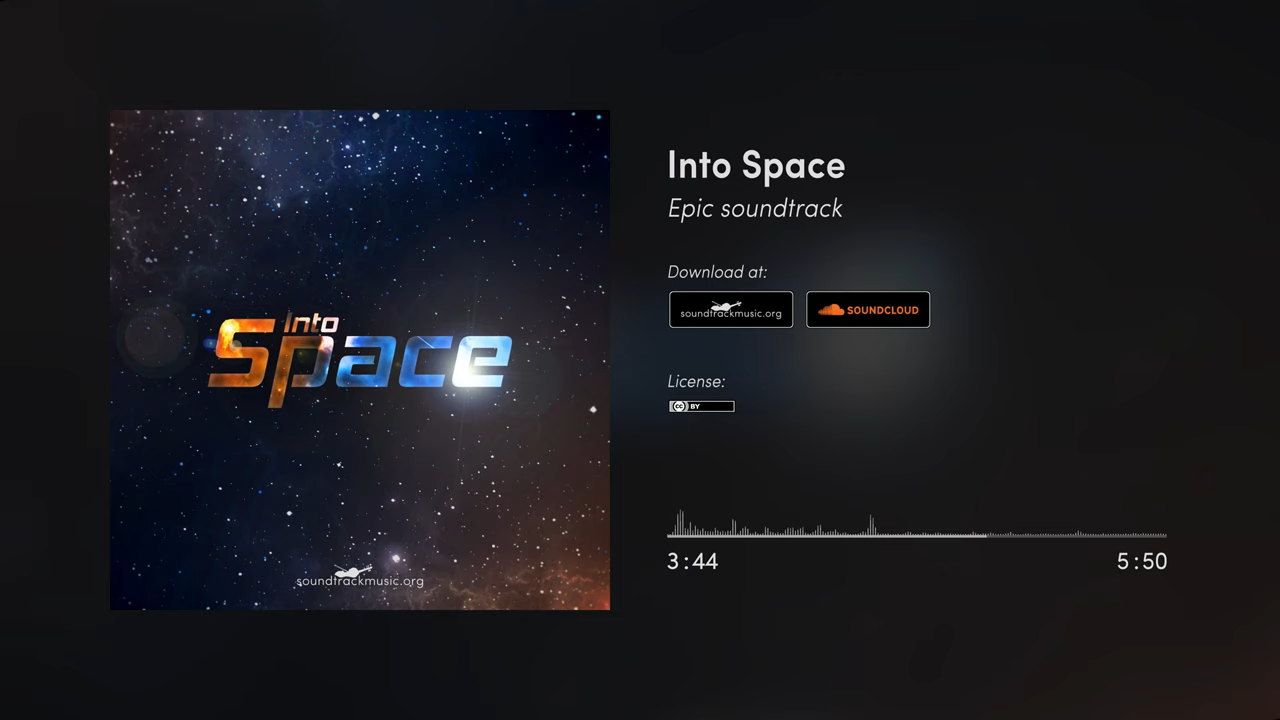 Into
Space
soundtrackmusic.org
Into Space
Epic soundtrack
Download at:
soundtrackmusic.org
SOUNDCLOUD
License:
cc BY
3:44
5:50